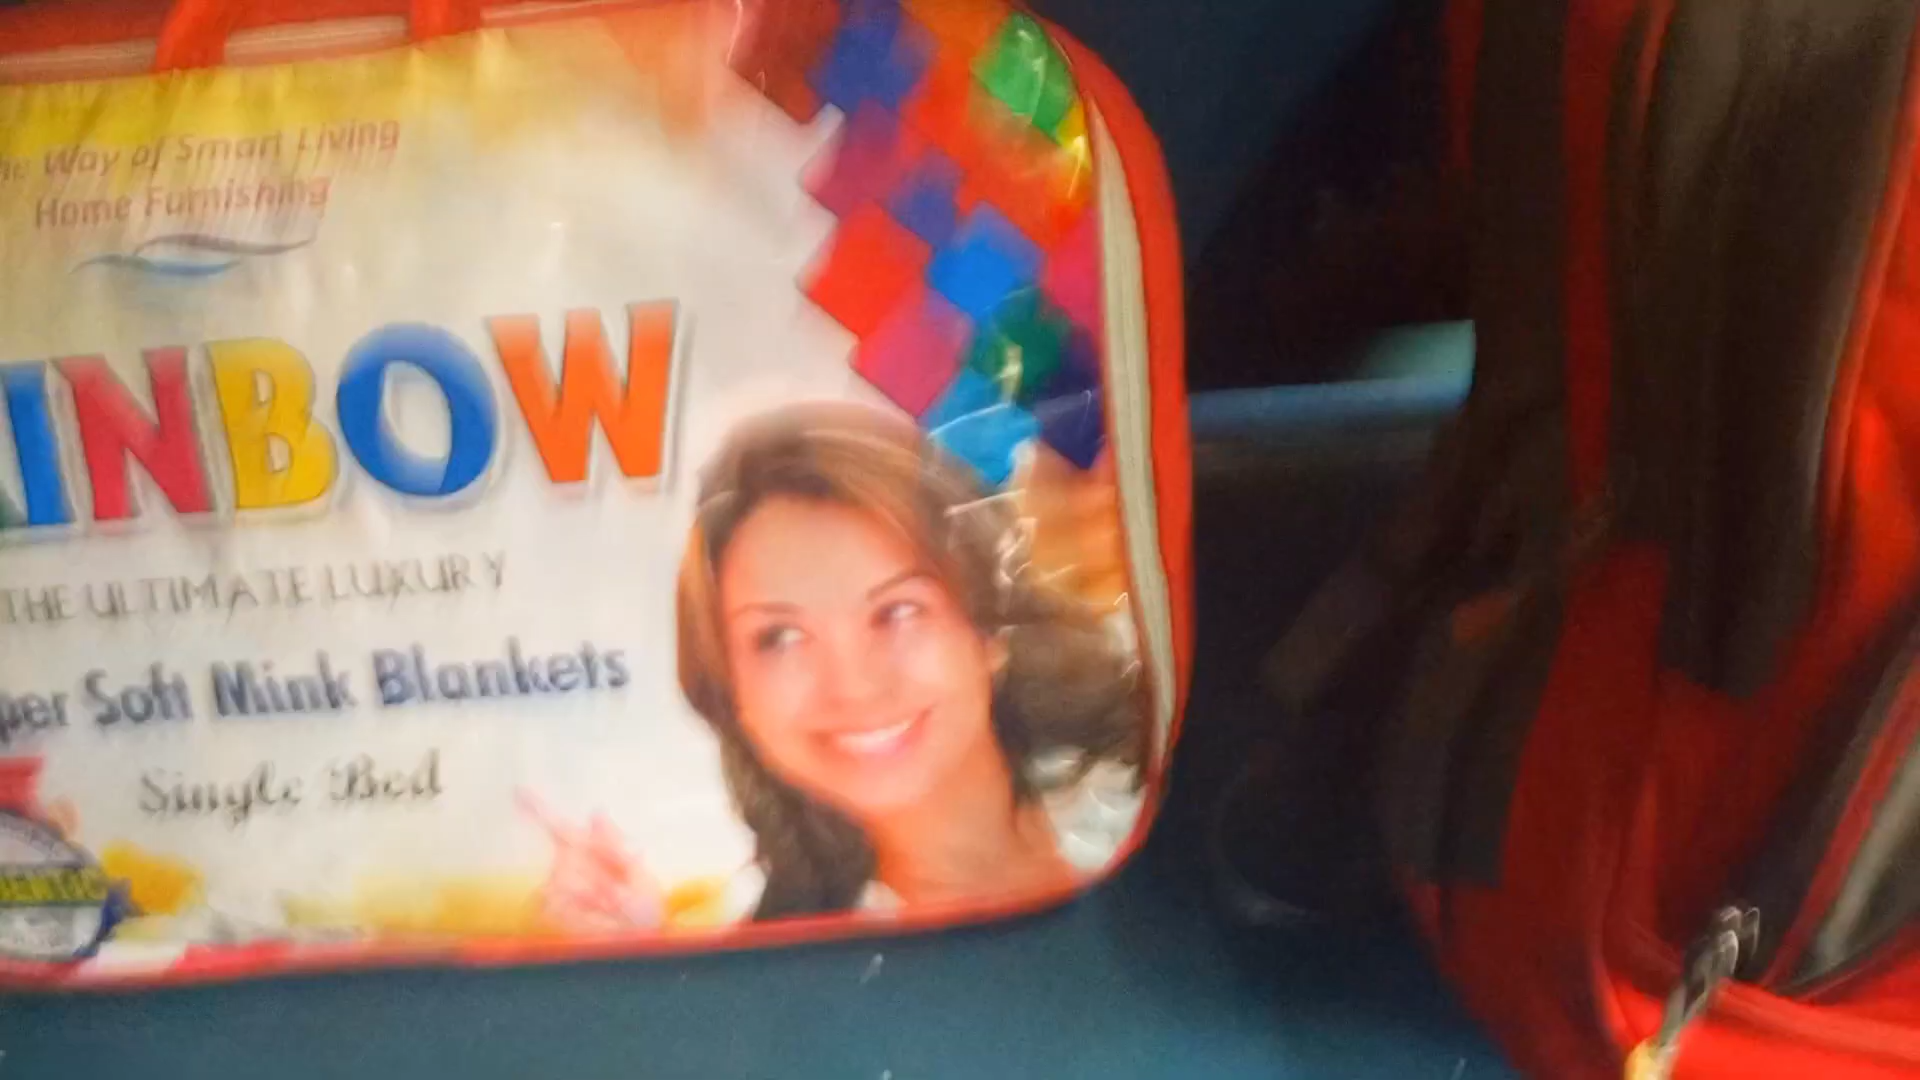 he Way of Smart Living
Home Furnishing
INBOW
THE ULTIMATE LUXURY
per Soft Mink Blankets
Single Bed